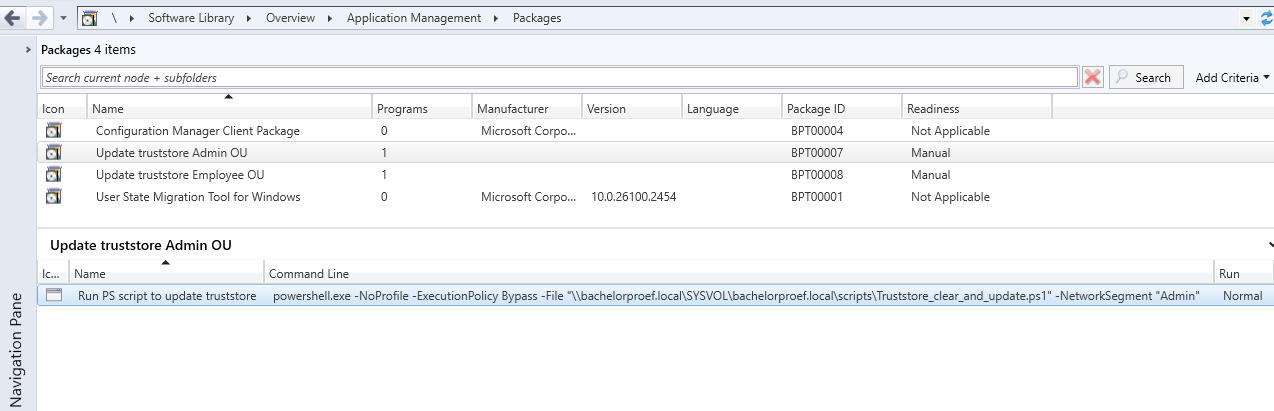 \ Software Library Overview Application Management Packages
Packages 4 items
Search current node + subfolders Search Add Criteria
Icon Name Programs Manufacturer Version Language Package ID Readiness
Configuration Manager Client Package 0 Microsoft Corpo... BPT00004 Not Applicable
Update truststore Admin OU 1 BPT00007 Manual
Update truststore Employee OU 1 BPT00008 Manual
User State Migration Tool for Windows 0 Microsoft Corpo... 10.0.26100.2454 BPT00001 Not Applicable
Update truststore Admin OU
Ic... Name Command Line Run
Run PS script to update truststore powershell.exe -NoProfile -ExecutionPolicy Bypass -File "\\bachelorproef.local\SYSVOL\bachelorproef.local\scripts\Truststore_clear_and_update.ps1" -NetworkSegment "Admin" Normal
Navigation Pane